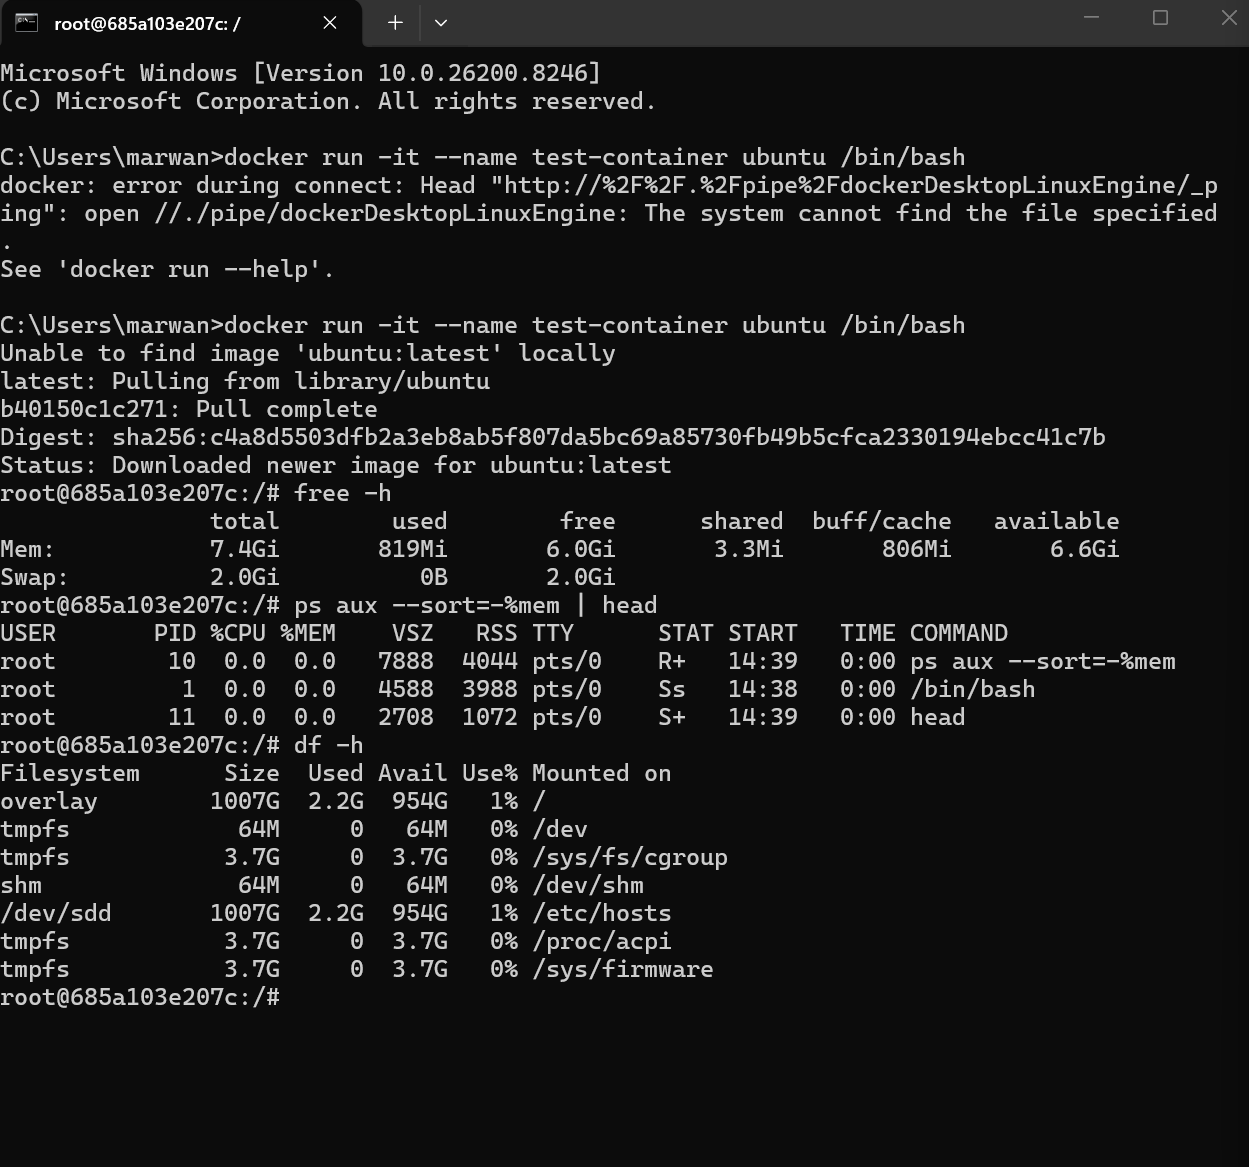 root@685a103e207c: /
Microsoft Windows [Version 10.0.26200.8246]
(c) Microsoft Corporation. All rights reserved.
C:\Users\marwan>docker run -it --name test-container ubuntu /bin/bash
docker: error during connect: Head "http://%2F%2F.%2Fpipe%2FdockerDesktopLinuxEngine/_p
ing": open //./pipe/dockerDesktopLinuxEngine: The system cannot find the file specified
.
See 'docker run --help'.
C:\Users\marwan>docker run -it --name test-container ubuntu /bin/bash
Unable to find image 'ubuntu:latest' locally
latest: Pulling from library/ubuntu
b40150c1c271: Pull complete
Digest: sha256:c4a8d5503dfb2a3eb8ab5f807da5bc69a85730fb49b5cfca2330194ebcc41c7b
Status: Downloaded newer image for ubuntu:latest
root@685a103e207c:/# free -h
               total        used        free      shared  buff/cache   available
Mem:           7.4Gi       819Mi       6.0Gi       3.3Mi       806Mi       6.6Gi
Swap:          2.0Gi          0B       2.0Gi
root@685a103e207c:/# ps aux --sort=-%mem | head
USER       PID %CPU %MEM    VSZ   RSS TTY      STAT START   TIME COMMAND
root        10  0.0  0.0   7888  4044 pts/0    R+   14:39   0:00 ps aux --sort=-%mem
root         1  0.0  0.0   4588  3988 pts/0    Ss   14:38   0:00 /bin/bash
root        11  0.0  0.0   2708  1072 pts/0    S+   14:39   0:00 head
root@685a103e207c:/# df -h
Filesystem      Size  Used Avail Use% Mounted on
overlay        1007G  2.2G  954G   1% /
tmpfs            64M     0   64M   0% /dev
tmpfs           3.7G     0  3.7G   0% /sys/fs/cgroup
shm              64M     0   64M   0% /dev/shm
/dev/sdd       1007G  2.2G  954G   1% /etc/hosts
tmpfs           3.7G     0  3.7G   0% /proc/acpi
tmpfs           3.7G     0  3.7G   0% /sys/firmware
root@685a103e207c:/#